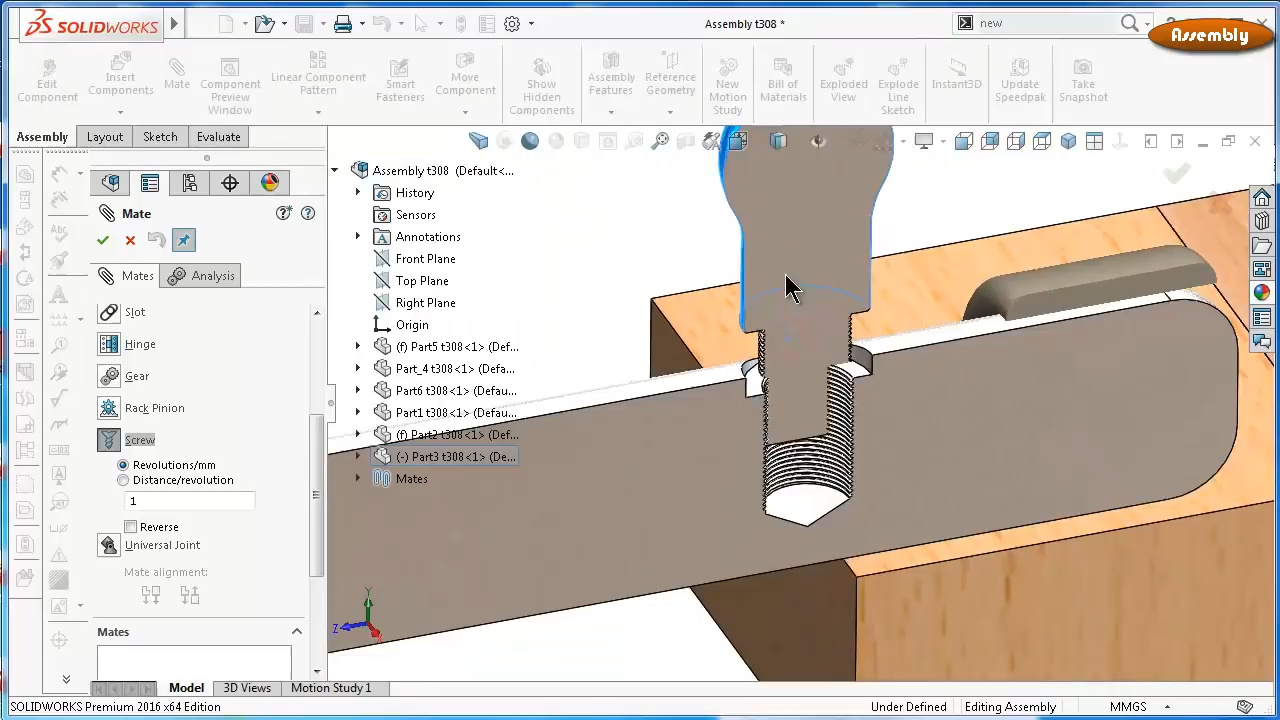 SOLIDWORKS
Assembly t308 *
new
Assembly
Edit Component
Insert Components
Mate
Component Preview Window
Linear Component Pattern
Smart Fasteners
Move Component
Show Hidden Components
Assembly Features
Reference Geometry
New Motion Study
Bill of Materials
Exploded View
Explode Line Sketch
Instant3D
Update Speedpak
Take Snapshot
Assembly
Layout
Sketch
Evaluate
Mate
Mates
Analysis
Slot
Hinge
Gear
Rack Pinion
Screw
Revolutions/mm
Distance/revolution
1
Reverse
Universal Joint
Mate alignment:
Mates
Assembly t308 (Default<...
History
Sensors
Annotations
Front Plane
Top Plane
Right Plane
Origin
(f) Part5 t308<1> (Def...
Part_4 t308<1> (Defa...
Part6 t308<1> (Defau...
Part1 t308<1> (Defau...
(f) Part2 t308<1> (Def...
(-) Part3 t308<1> (De...
Mates
Y
Z
Model
3D Views
Motion Study 1
SOLIDWORKS Premium 2016 x64 Edition
Under Defined
Editing Assembly
MMGS